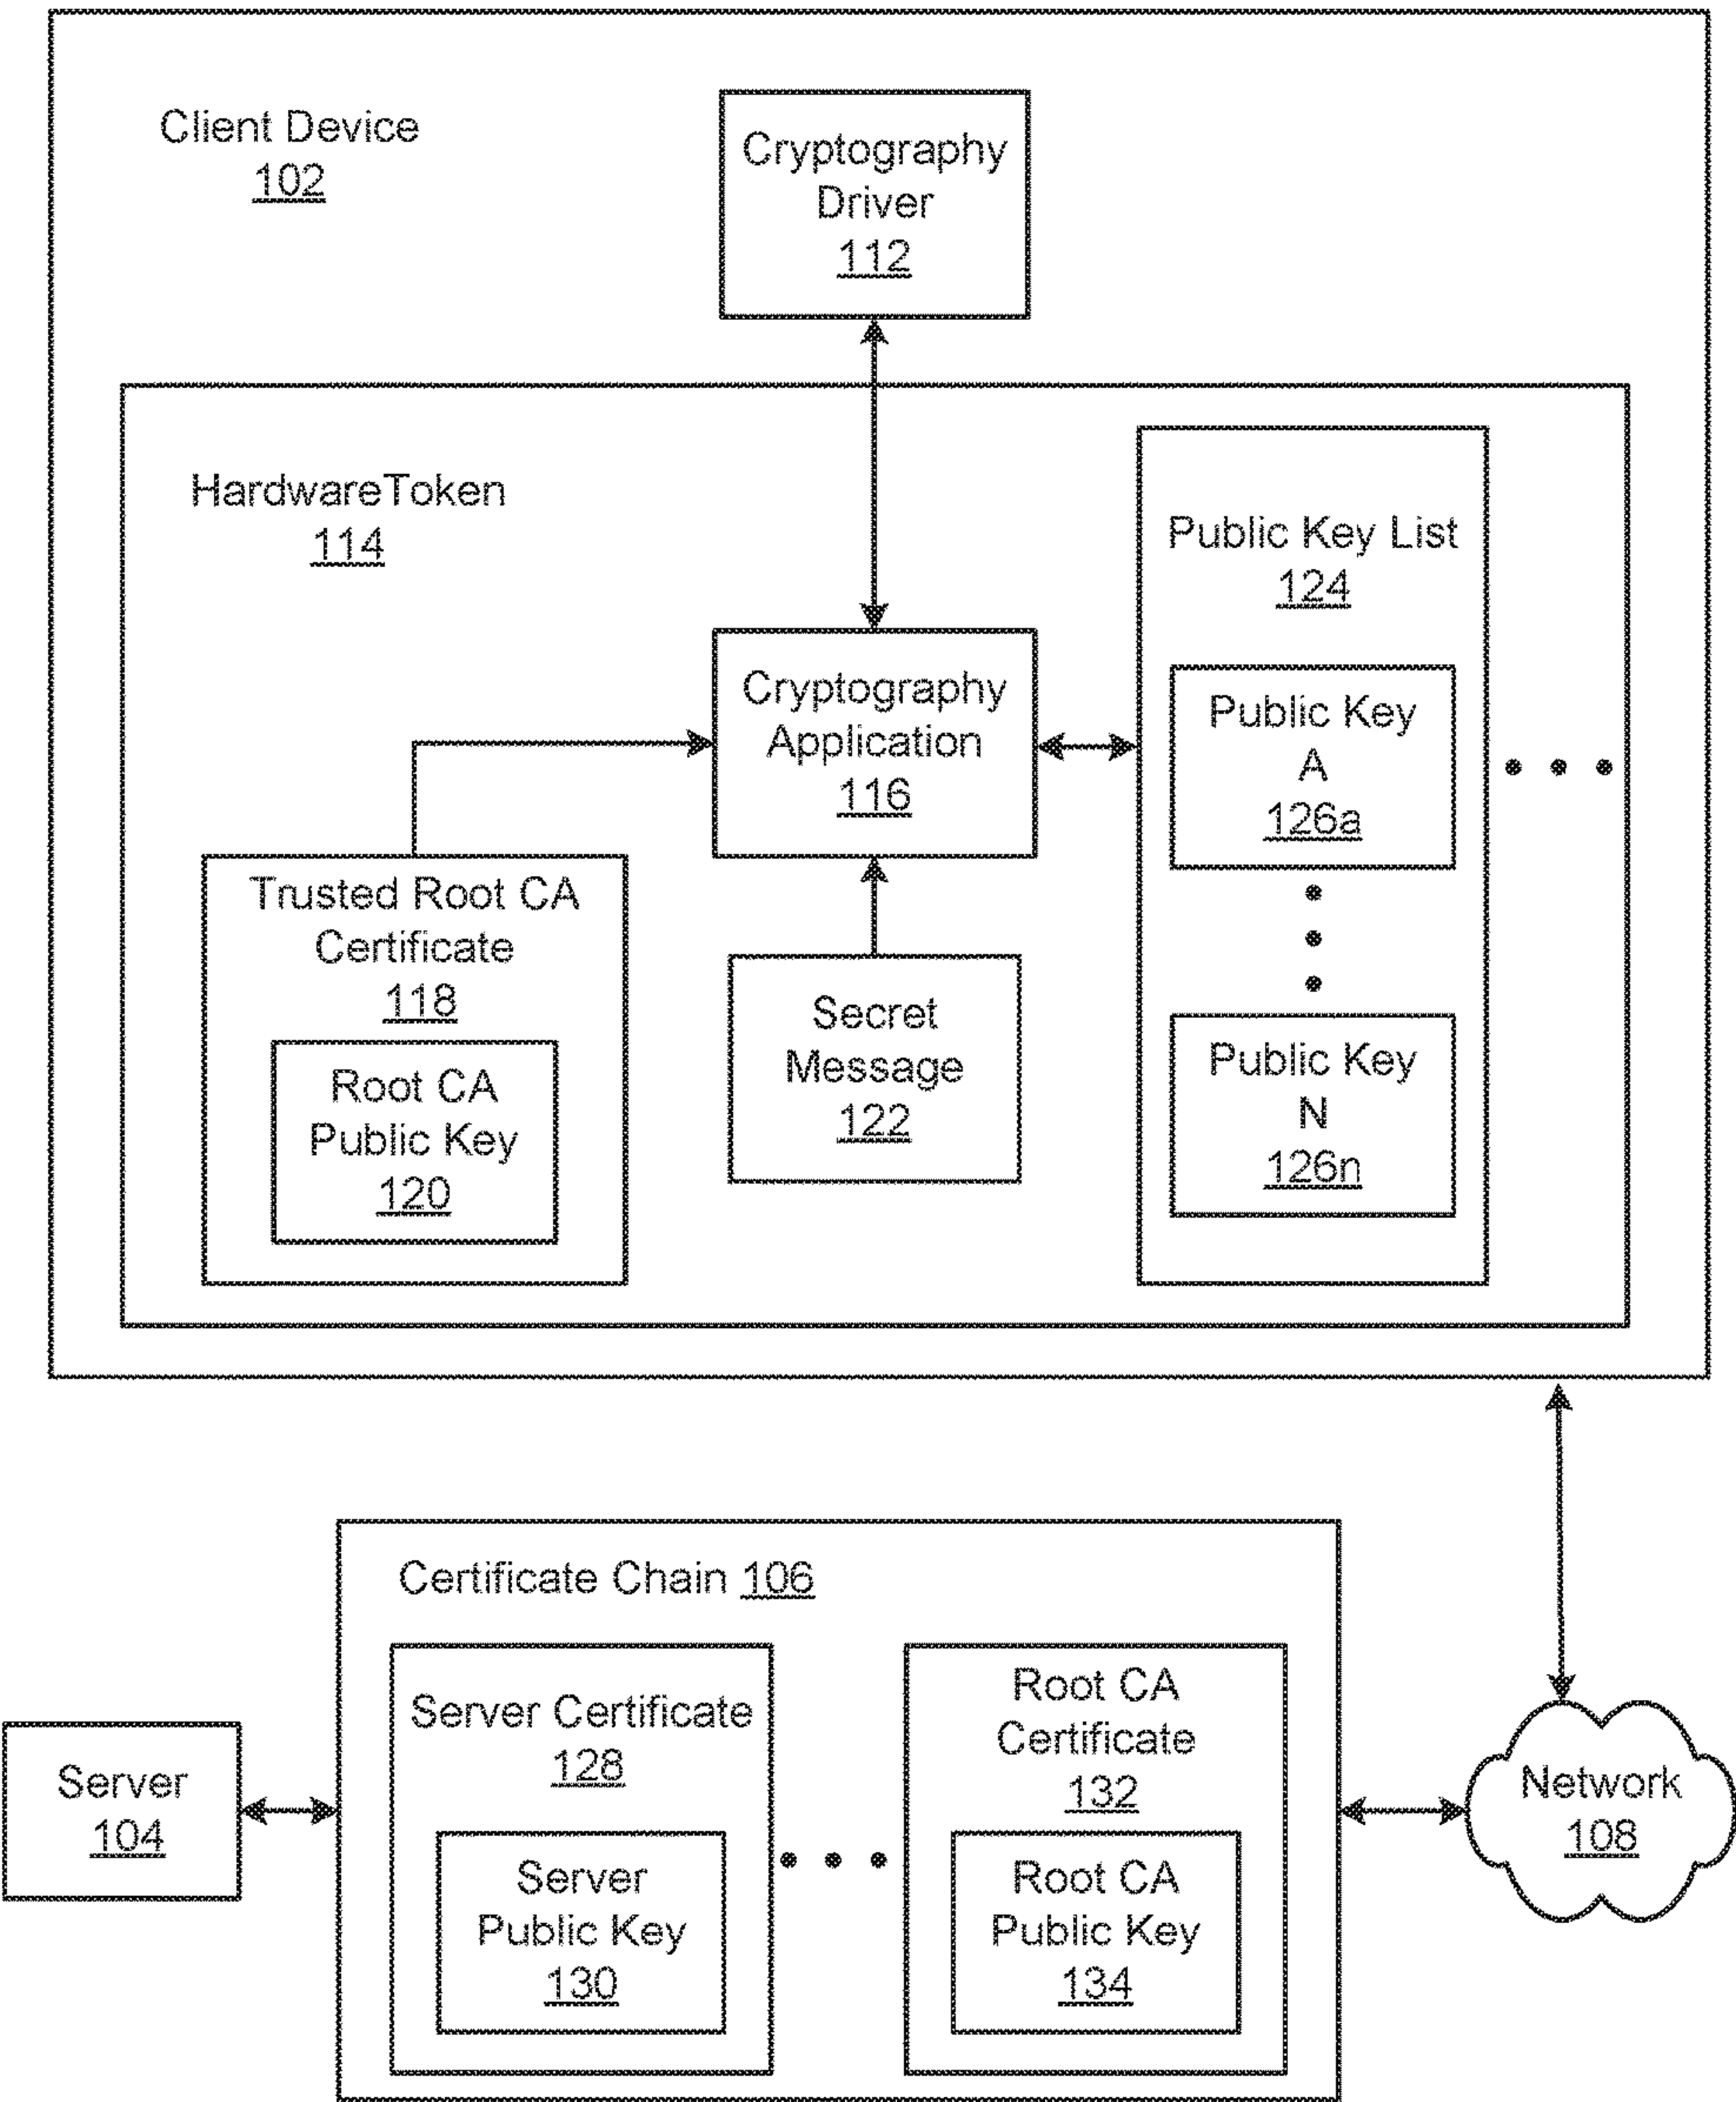 Client Device
102
Cryptography
Driver
112
HardwareToken
114
Public Key List
124
Cryptography
Application
116
Public Key
A
126a
Trusted Root CA
Certificate
118
Root CA
Public Key
120
Secret
Message
122
Public Key
N
126n
Certificate Chain 106
Server Certificate
128
Server
Public Key
130
Root CA
Certificate
132
Root CA
Public Key
134
Server
104
Network
108